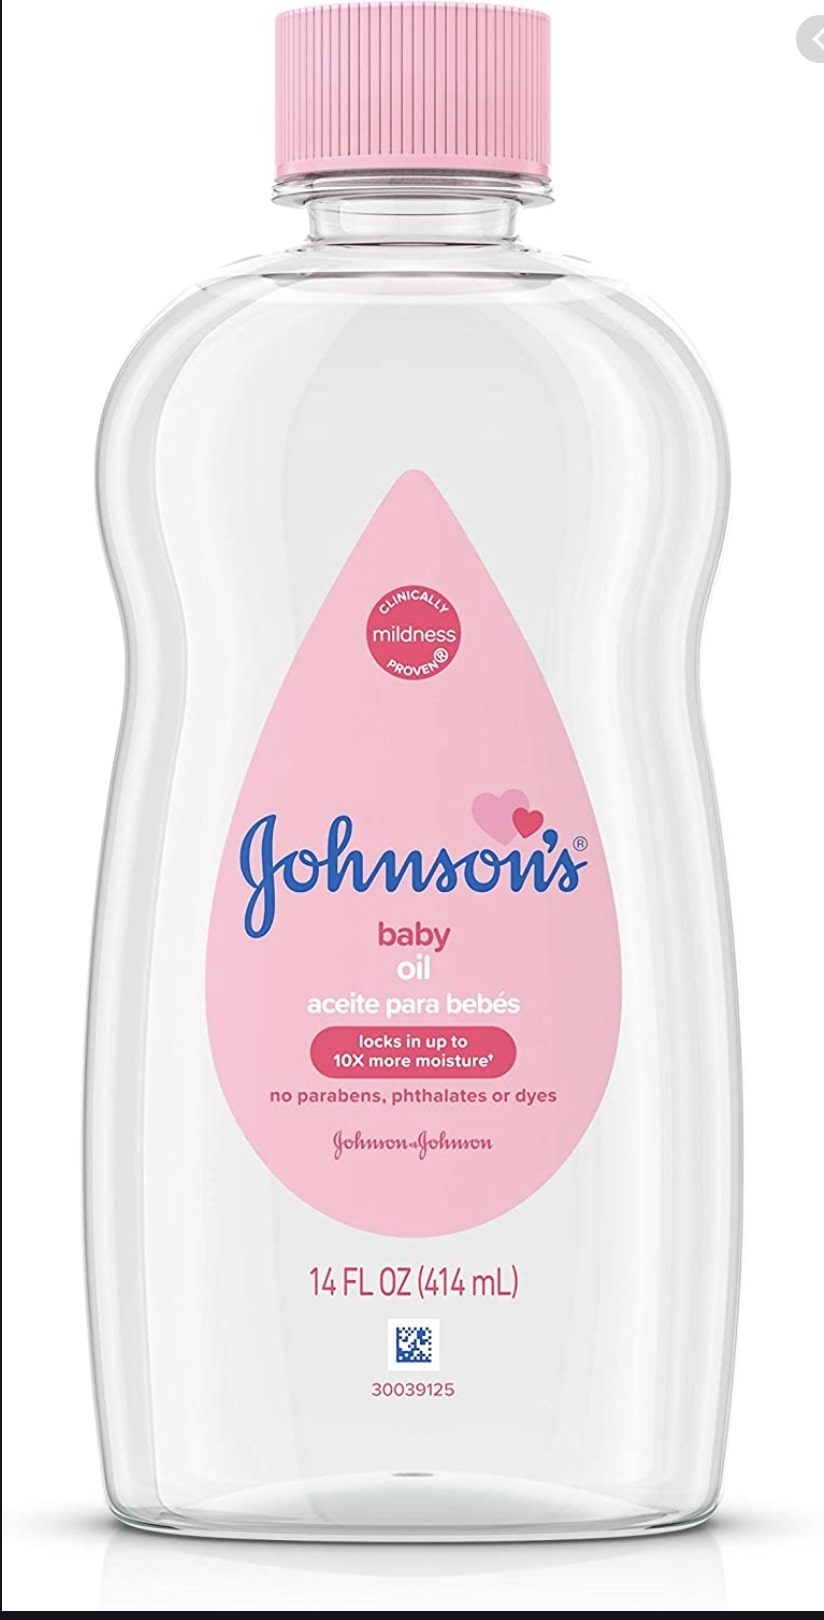 CLINICALLY
mildness
PROVEN®
Johnson's®
baby
oil
aceite para bebés
locks in up to
10X more moisture†
no parabens, phthalates or dyes
Johnson+Johnson
14 FL OZ (414 mL)
30039125